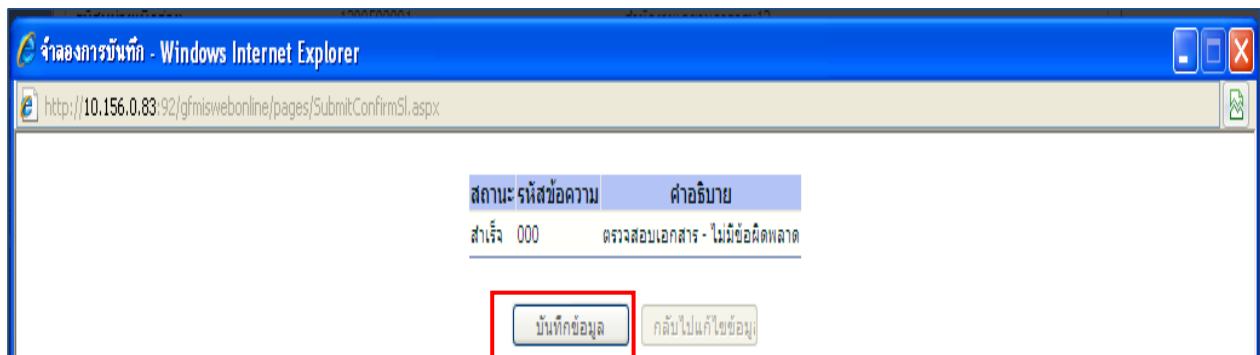 จำลองการบันทึก - Windows Internet Explorer
http://10.156.0.83:92/gfmiswebonline/pages/SubmitConfirmSl.aspx
สถานะ รหัสข้อความ คำอธิบาย
สำเร็จ 000 ตรวจสอบเอกสาร - ไม่มีข้อผิดพลาด
บันทึกข้อมูล กลับไปแก้ไขข้อมูล